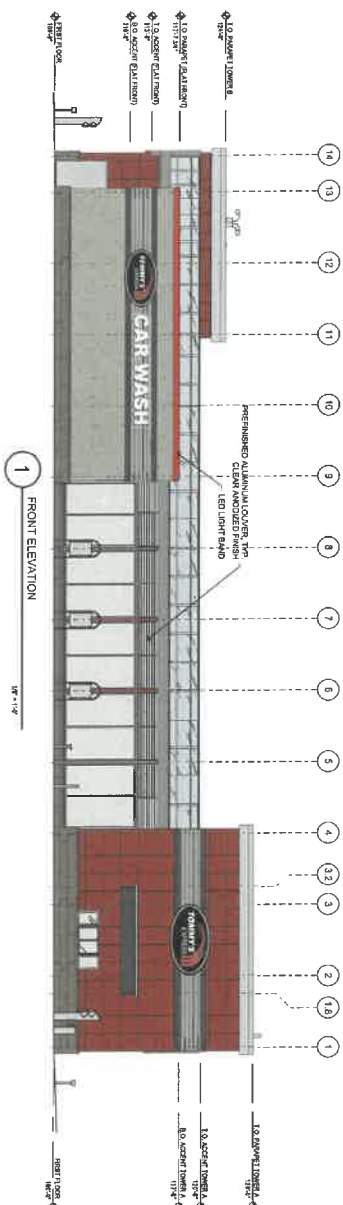 14
13
12
11
10
9
8
7
6
5
4
3.2
3
2
1.8
1
T.O. PARAPET TOWER B
T.O. PARAPET (FLAT FRONT)
T.O. ACCENT (FLAT FRONT)
B.O. ACCENT (FLAT FRONT)
FIRST FLOOR
PREFINISHED ALUMINUM LOUVER, TYP.
CLEAR ANODIZED FINISH
LED LIGHT BAND
TOMMY'S
CAR WASH
TOMMY'S
EXPRESS
T.O. PARAPET TOWER A
T.O. ACCENT TOWER A
B.O. ACCENT TOWER A
FIRST FLOOR
1
FRONT ELEVATION